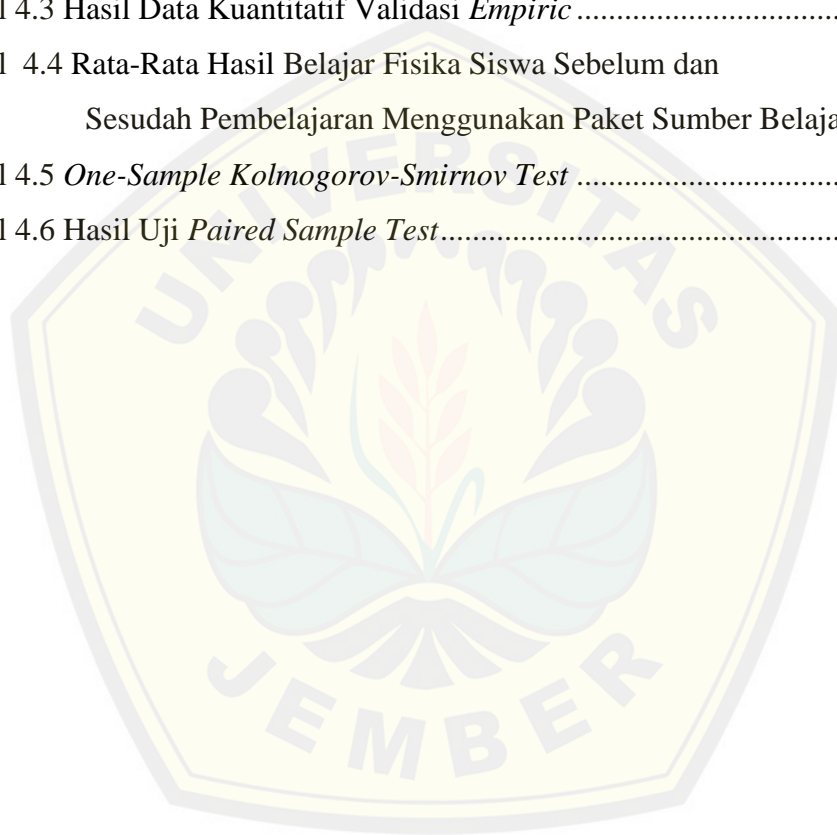 l 4.3 Hasil Data Kuantitatif Validasi Empiric ........................................
l 4.4 Rata-Rata Hasil Belajar Fisika Siswa Sebelum dan
Sesudah Pembelajaran Menggunakan Paket Sumber Belaja
l 4.5 One-Sample Kolmogorov-Smirnov Test ........................................
l 4.6 Hasil Uji Paired Sample Test........................................................
UNIVERSITAS
JEMBER